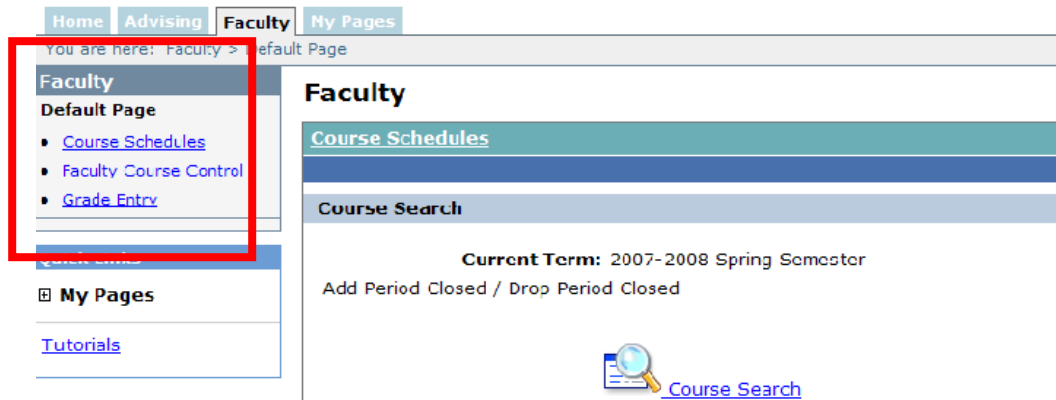 Home Advising Faculty My Pages
You are here: Faculty > Default Page
Faculty
Default Page
Course Schedules
Faculty Course Control
Grade Entry
Quick Links
My Pages
Tutorials
Faculty
Course Schedules
Course Search
Current Term: 2007-2008 Spring Semester
Add Period Closed / Drop Period Closed
Course Search